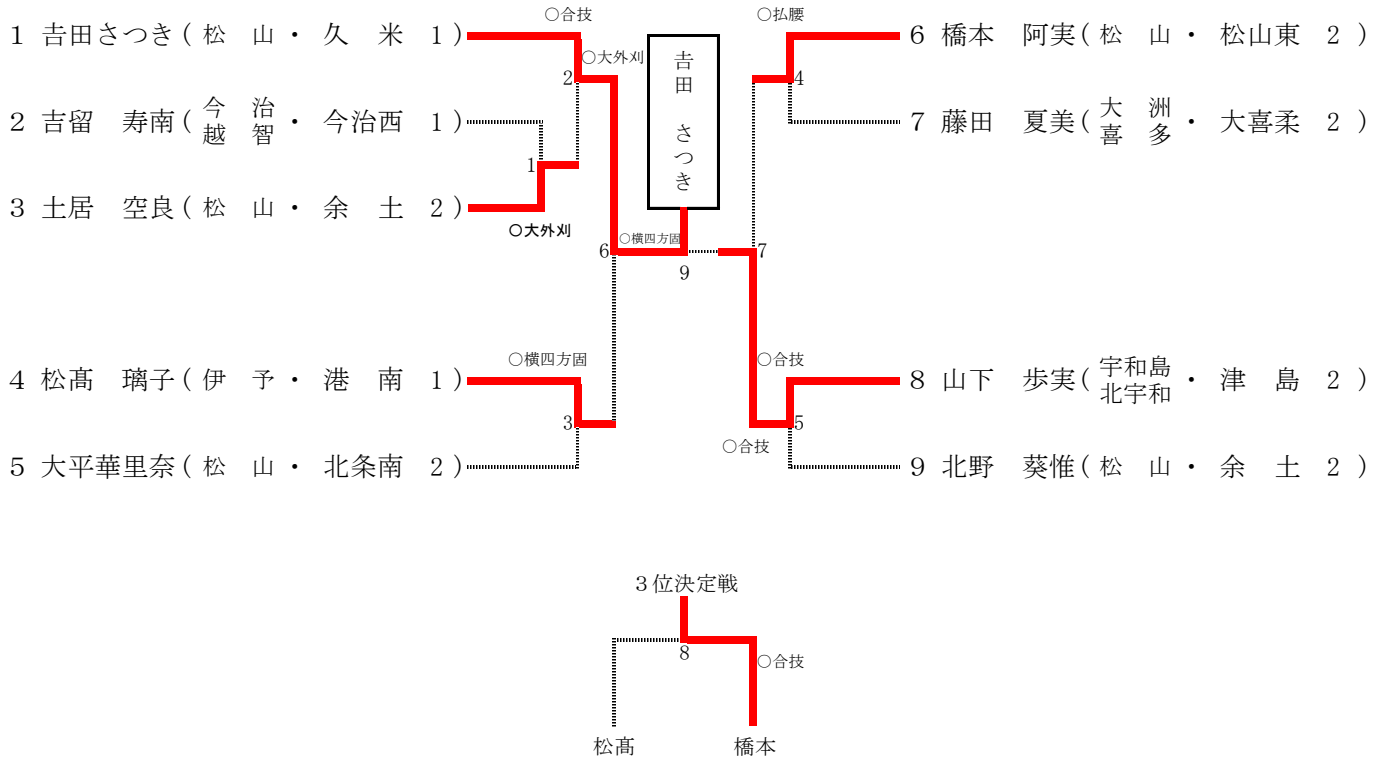 ○合技
○払腰
1 𠮷田さつき(松 山・久 米 1)
6 橋本 阿実(松 山・松山東 2)
○大外刈
𠮷田 さつき
2
4
2 吉留 寿南(今治越智・今治西 1)
7 藤田 夏美(大洲喜多・大喜柔 2)
1
3 土居 空良(松 山・余 土 2)
○大外刈
○横四方固
6
7
9
○横四方固
○合技
4 松髙 璃子(伊 予・港 南 1)
8 山下 歩実(宇和島北宇和・津 島 2)
3
5
○合技
5 大平華里奈(松 山・北条南 2)
9 北野 葵惟(松 山・余 土 2)
3位決定戦
8
○合技
松髙
橋本